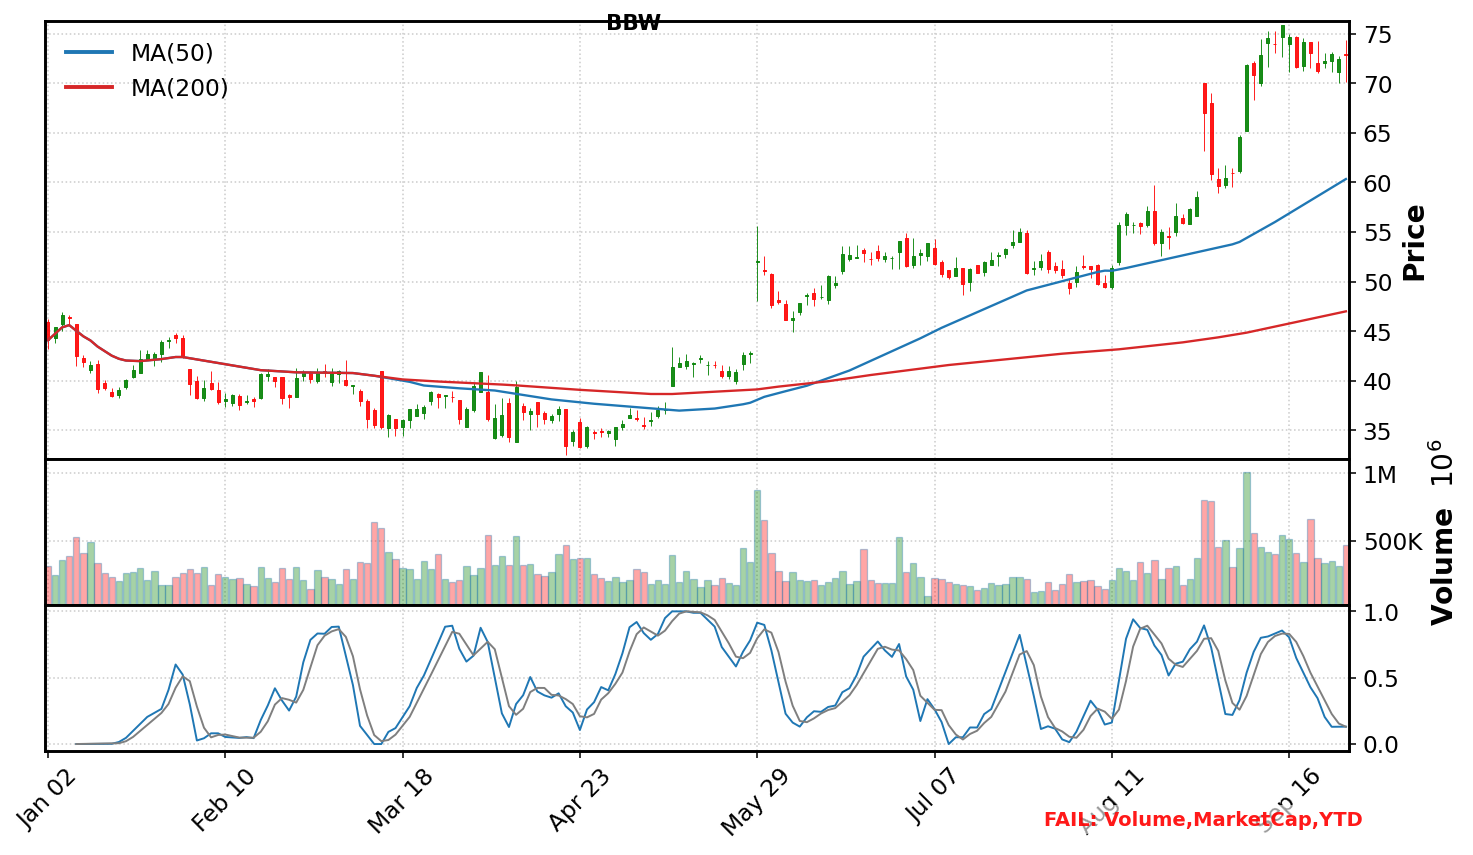 BBW
MA(50)
MA(200)
75
70
65
60
55
50
45
40
35
Price
1M
500K
Volume 10⁶
1.0
0.5
0.0
Jan 02
Feb 10
Mar 18
Apr 23
May 29
Jul 07
Aug 11
Sep 16
FAIL: Volume,MarketCap,YTD